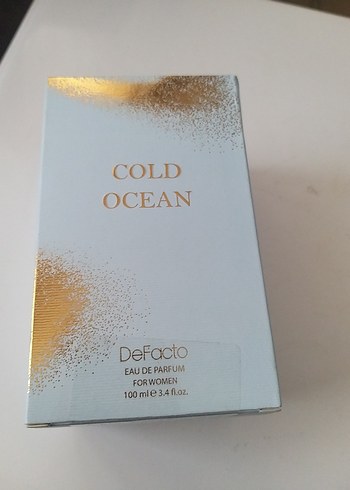 COLD
OCEAN
DeFacto
EAU DE PARFUM
FOR WOMEN
100 ml ℮ 3.4 fl.oz.